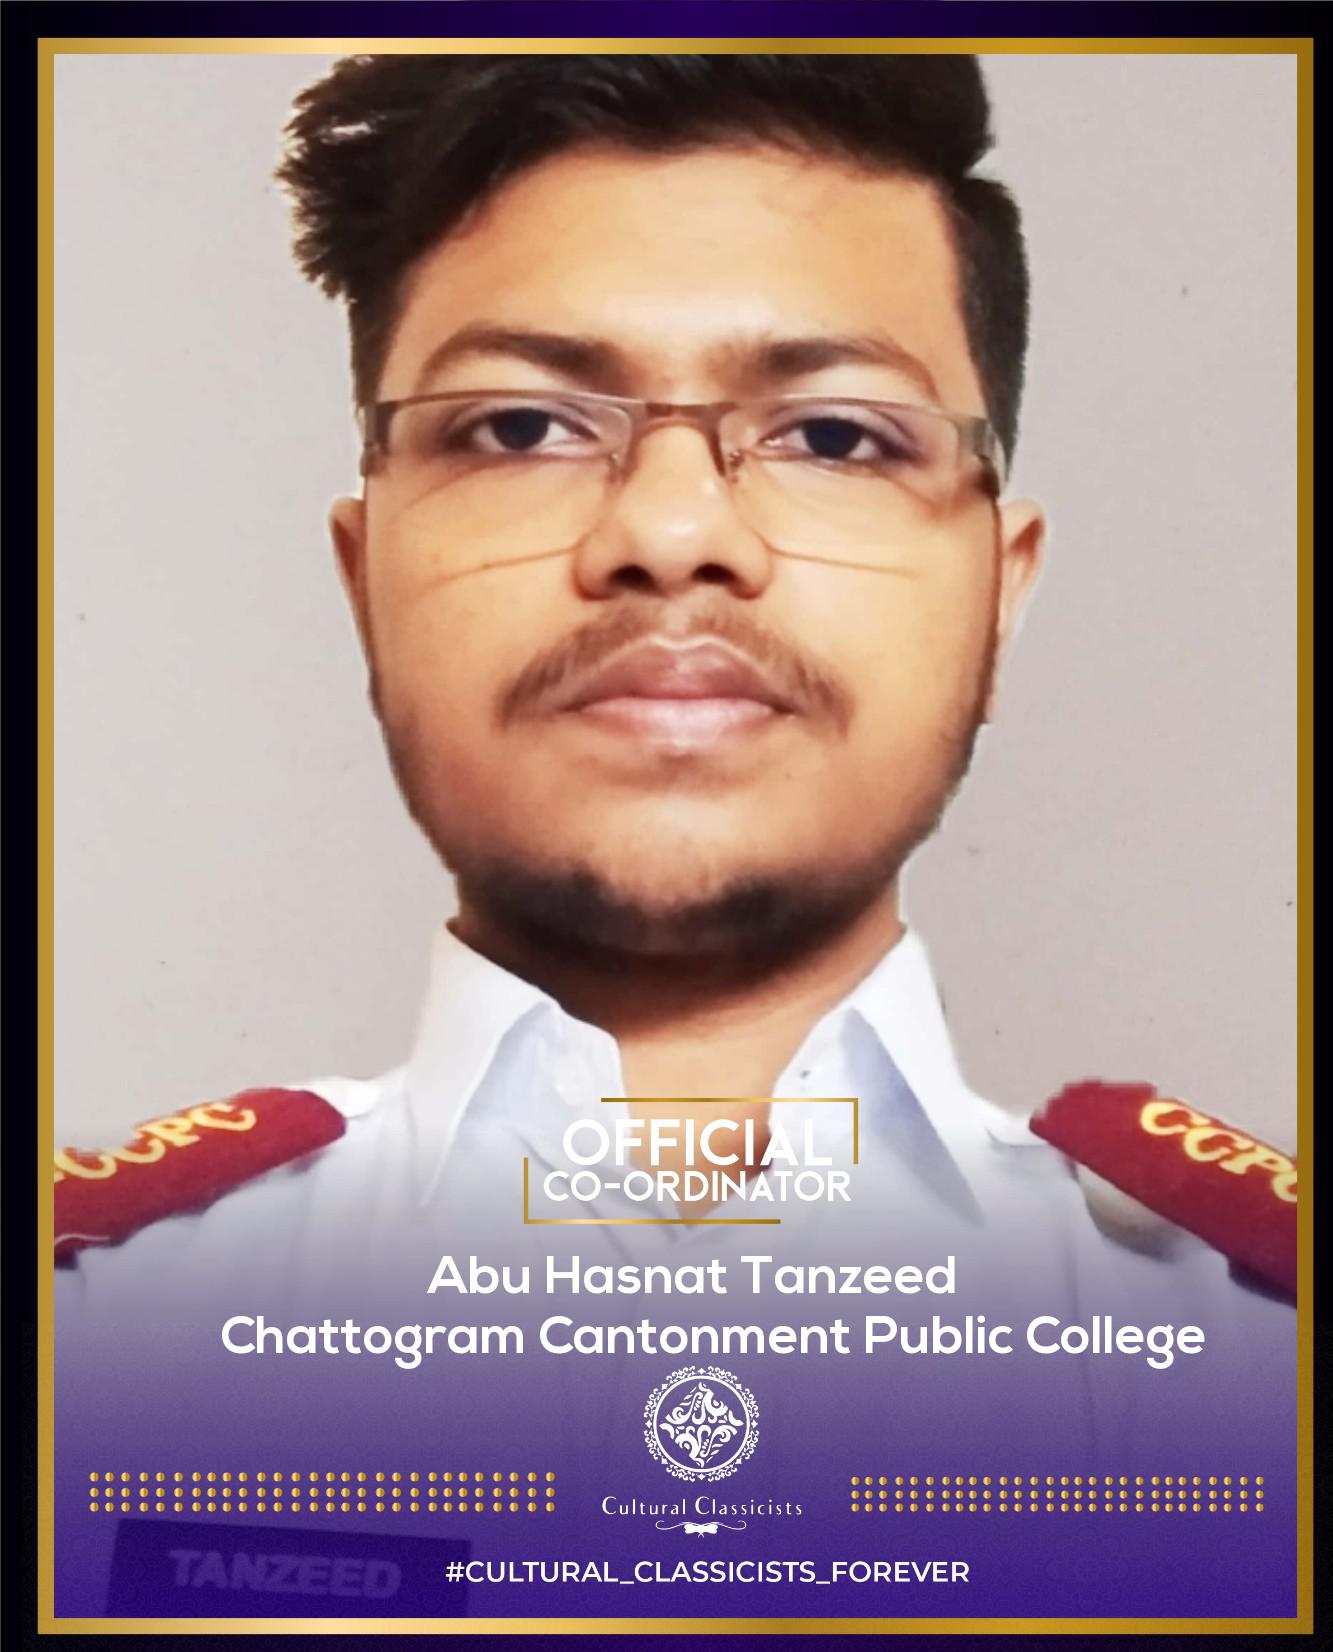 CCPC
CCPC
OFFICIAL
CO-ORDINATOR
Abu Hasnat Tanzeed
Chattogram Cantonment Public College
Cultural Classicists
TANZEED
#CULTURAL_CLASSICISTS_FOREVER